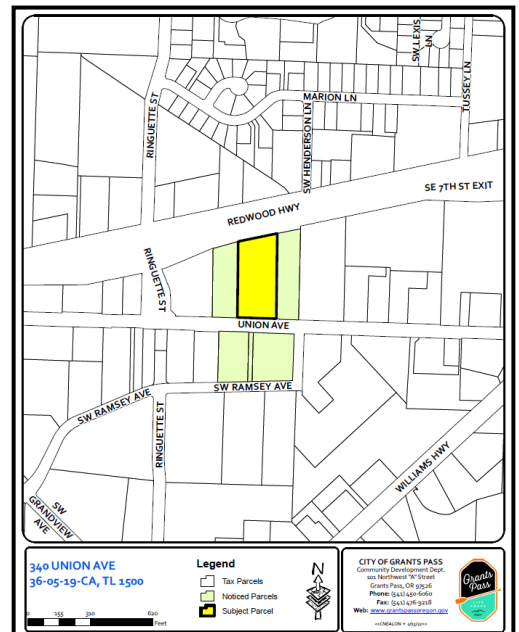 SW LEXIS
LN
TUSSEY LN
MARION LN
RINGUETTE ST
SW HENDERSON LN
SE 7TH ST EXIT
REDWOOD HWY
RINGUETTE ST
UNION AVE
SW RAMSEY AVE
SW RAMSEY AVE
RINGUETTE ST
WILLIAMS HWY
SW
GRANDVIEW
AVE
340 UNION AVE
36-05-19-CA, TL 1500
0 155 310 620
Feet
Legend
Tax Parcels
Noticed Parcels
Subject Parcel
N
CITY OF GRANTS PASS
Community Development Dept.
101 Northwest "A" Street
Grants Pass, OR 97526
Phone: (541) 450-6060
Fax: (541) 476-9218
Web: www.grantspassoregon.gov
Grants
Pass